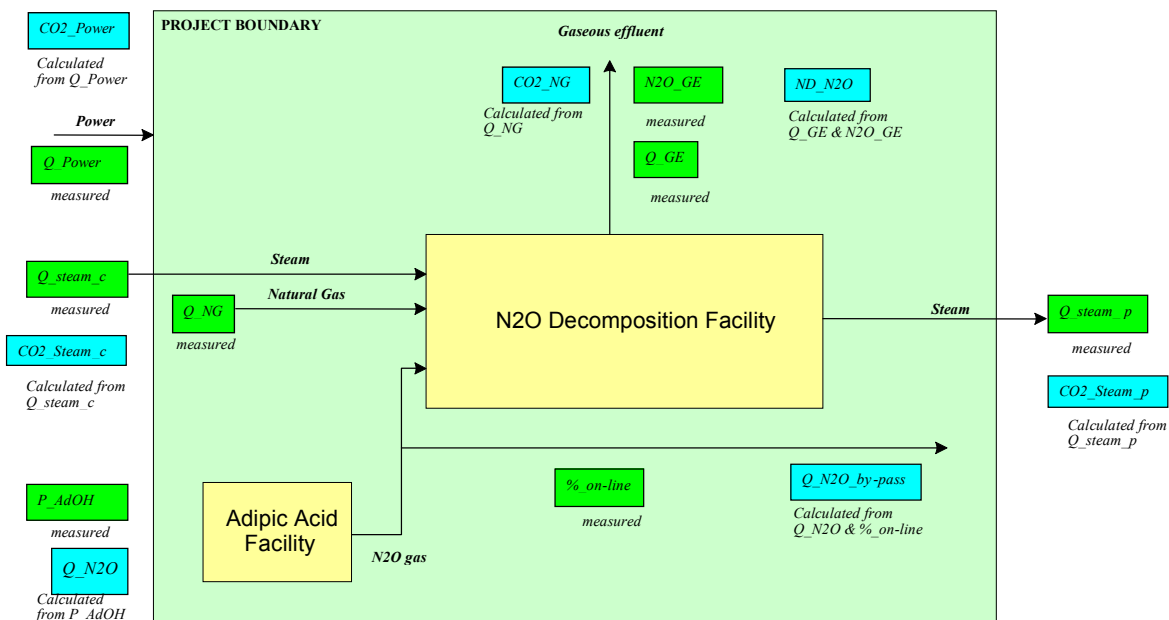 CO2_Power
Calculated
from Q_Power
Power
Q_Power
measured
Q_steam_c
measured
CO2_Steam_c
Calculated from
Q_steam_c
P_AdOH
measured
Q_N2O
Calculated
from P_AdOH
PROJECT BOUNDARY
Gaseous effluent
CO2_NG
Calculated from
Q_NG
N2O_GE
measured
Q_GE
measured
ND_N2O
Calculated from
Q_GE & N2O_GE
Steam
Natural Gas
Q_NG
measured
N2O Decomposition Facility
Steam
Adipic Acid
Facility
N2O gas
%_on-line
measured
Q_N2O_by-pass
Calculated from
Q_N2O & %_on-line
Q_steam_p
measured
CO2_Steam_p
Calculated from
Q_steam_p